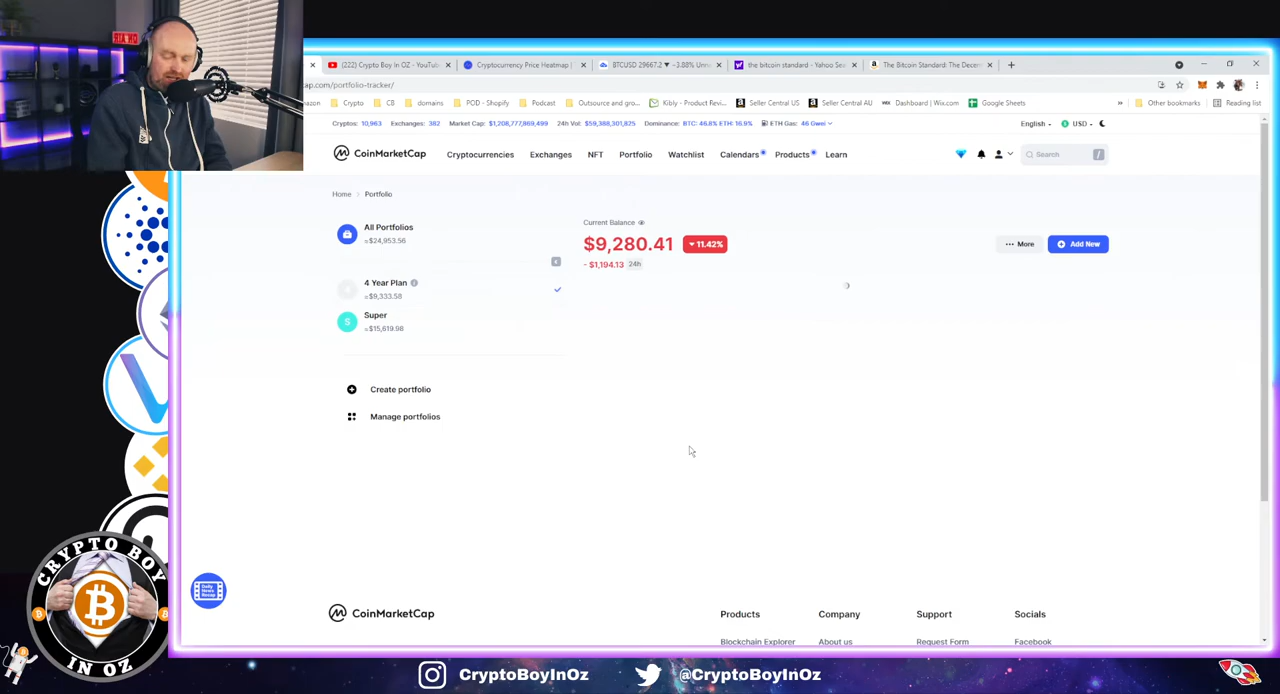 (222) Crypto Boy In OZ - YouTube
Cryptocurrency Price Heatmap |
BTCUSD 29667.2 ▼ −3.88% Unna
the bitcoin standard - Yahoo Sea
The Bitcoin Standard: The Decen
cap.com/portfolio-tracker/
mazon
Crypto
CB
domains
POD - Shopify
Podcast
Outsource and gro...
Kibly - Product Revi...
Seller Central US
Seller Central AU
Dashboard | Wix.com
Google Sheets
»
Other bookmarks
Reading list
Cryptos: 10,963 Exchanges: 382 Market Cap: $1,208,777,869,499 24h Vol: $59,388,301,825 Dominance: BTC: 46.8% ETH: 16.9% ETH Gas: 46 Gwei
English
USD
CoinMarketCap
Cryptocurrencies
Exchanges
NFT
Portfolio
Watchlist
Calendars
Products
Learn
Search
/
Home > Portfolio
All Portfolios
≈$24,953.56
4 Year Plan
≈$9,333.58
S
Super
≈$15,619.98
Create portfolio
Manage portfolios
Current Balance
$9,280.41
11.42%
- $1,194.13 24h
More
Add New
Daily
News
Recap
CoinMarketCap
Products
Company
Support
Socials
Blockchain Explorer
About us
Request Form
Facebook
CRYPTO BOY
IN OZ
CryptoBoyInOz
@CryptoBoyInOz